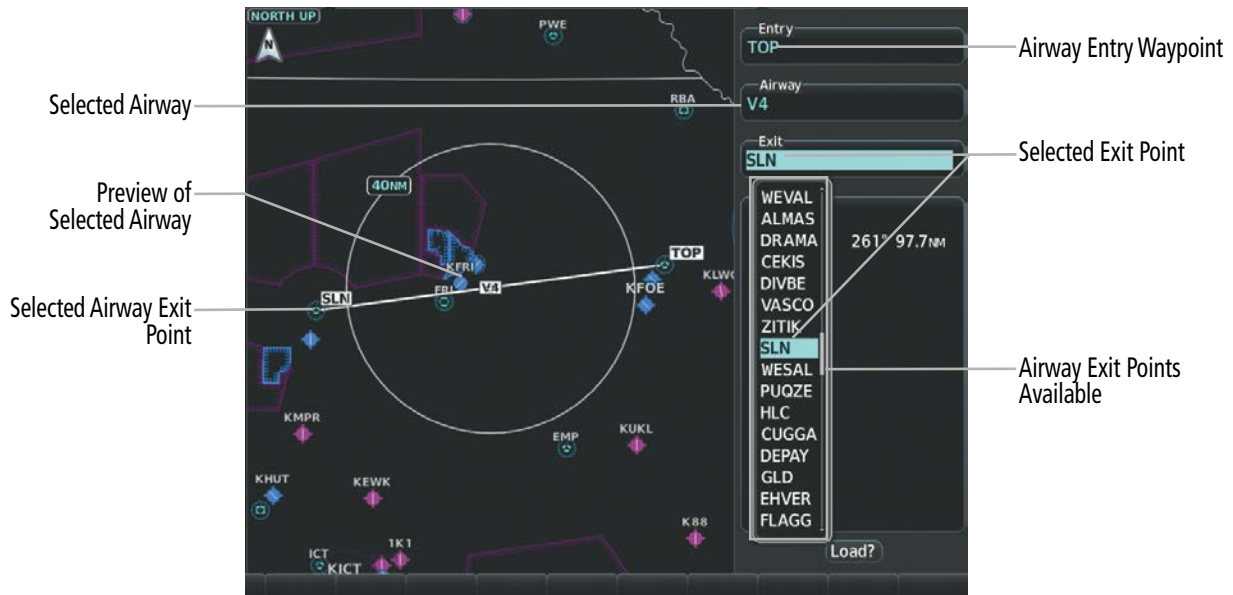 NORTH UP
N
PWE
RBA
40NM
KFRI
FRI
V4
TOP
KFOE
KLWC
SLN
KMPR
EMP
KUKL
KHUT
KEWK
K88
ICT
1K1
KICT
Entry
TOP
Airway
V4
Exit
SLN
WEVAL
ALMAS
DRAMA
CEKIS
DIVBE
VASCO
ZITIK
SLN
WESAL
PUQZE
HLC
CUGGA
DEPAY
GLD
EHVER
FLAGG
261° 97.7NM
Load?
Selected Airway
Preview of
Selected Airway
Selected Airway Exit
Point
Airway Entry Waypoint
Selected Exit Point
Airway Exit Points
Available